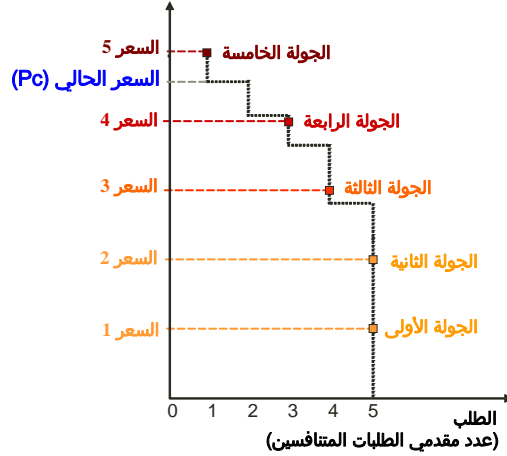 السعر 5
الجولة الخامسة
السعر الحالي (Pc)
السعر 4
الجولة الرابعة
السعر 3
الجولة الثالثة
السعر 2
الجولة الثانية
السعر 1
الجولة الأولى
0 1 2 3 4 5
الطلب
(عدد مقدمي الطلبات المتنافسين)